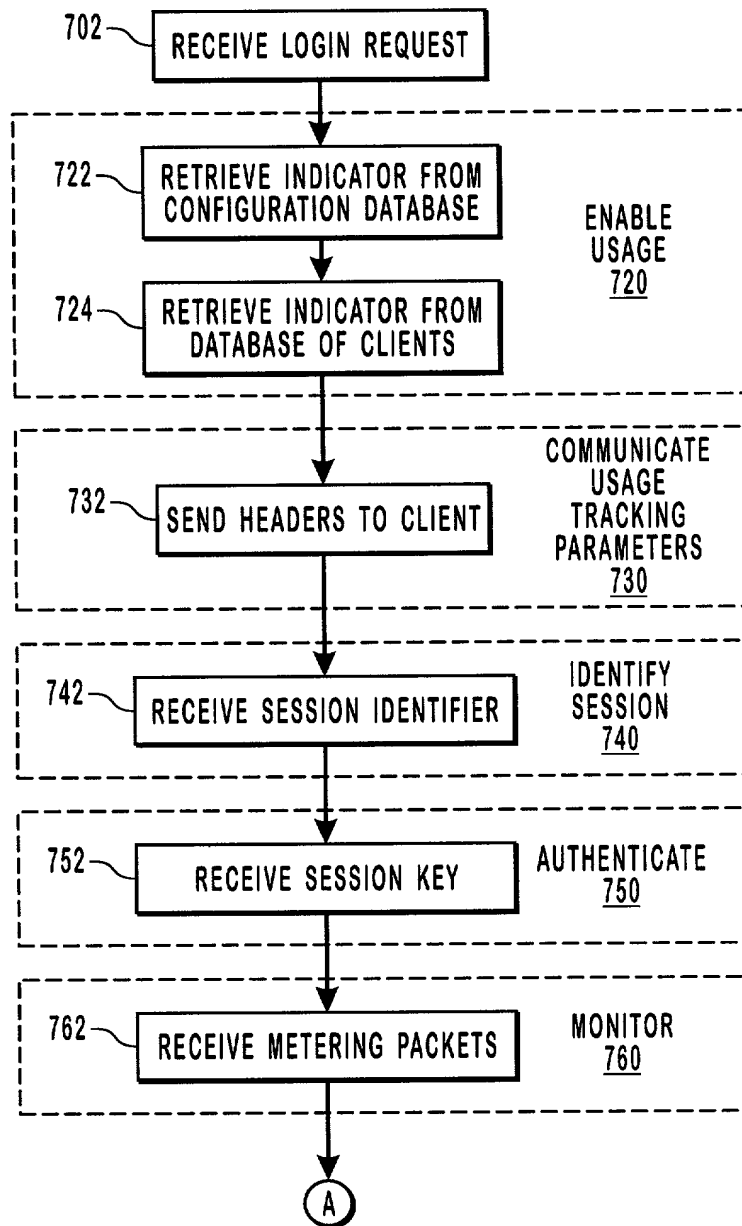 702
RECEIVE LOGIN REQUEST
722
RETRIEVE INDICATOR FROM
CONFIGURATION DATABASE
724
RETRIEVE INDICATOR FROM
DATABASE OF CLIENTS
ENABLE
USAGE
720
732
SEND HEADERS TO CLIENT
COMMUNICATE
USAGE
TRACKING
PARAMETERS
730
742
RECEIVE SESSION IDENTIFIER
IDENTIFY
SESSION
740
752
RECEIVE SESSION KEY
AUTHENTICATE
750
762
RECEIVE METERING PACKETS
MONITOR
760
A